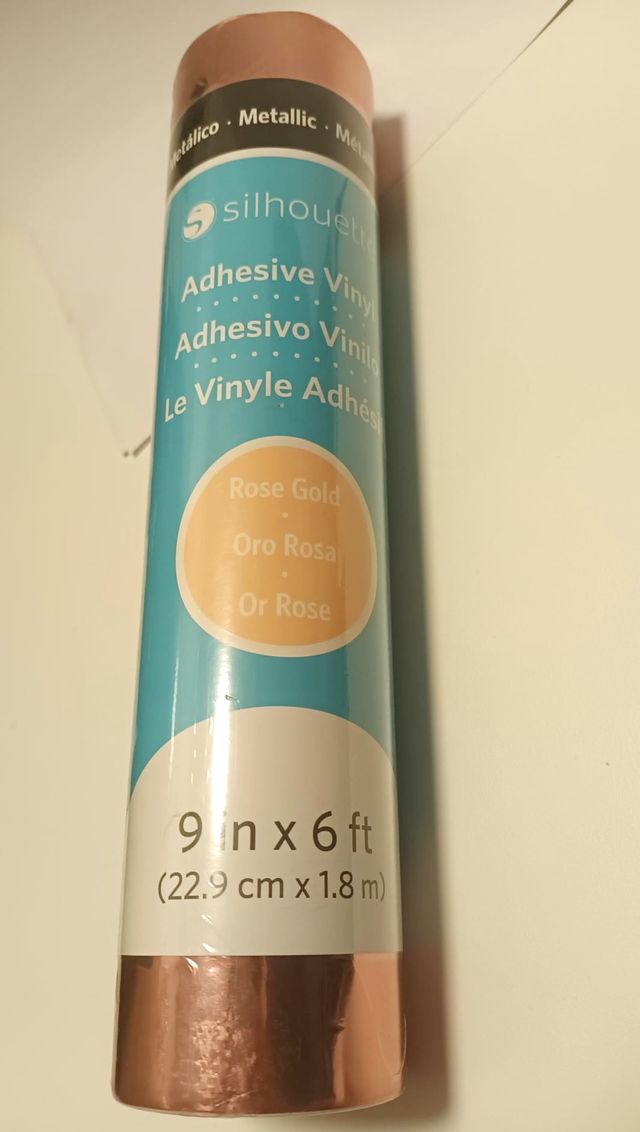 Metálico · Metallic · Méta
silhouette
Adhesive Vinyl
Adhesivo Vinilo
Le Vinyle Adhési
Rose Gold
Oro Rosa
Or Rose
9 in x 6 ft
(22.9 cm x 1.8 m)